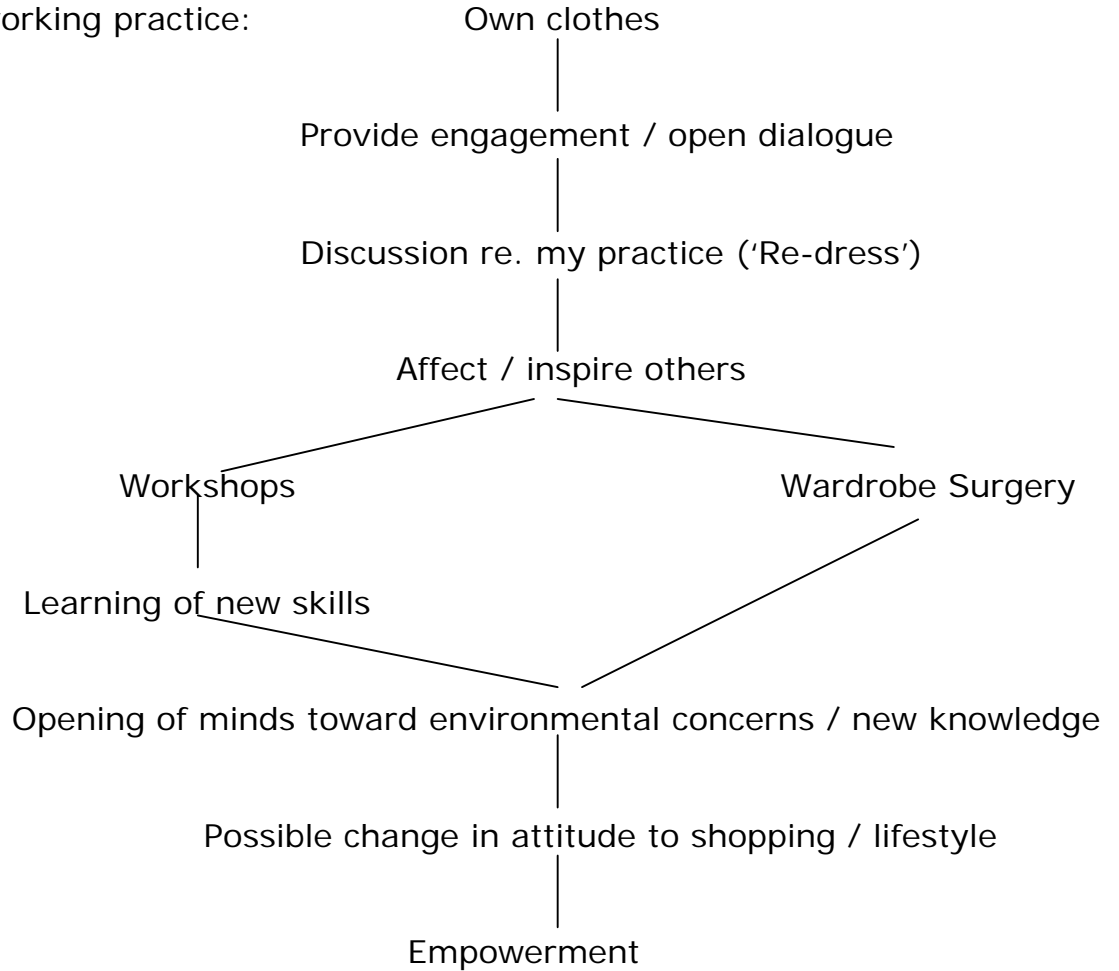 orking practice: Own clothes
Provide engagement / open dialogue
Discussion re. my practice (‘Re-dress’)
Affect / inspire others
Workshops Wardrobe Surgery
Learning of new skills
Opening of minds toward environmental concerns / new knowledge
Possible change in attitude to shopping / lifestyle
Empowerment